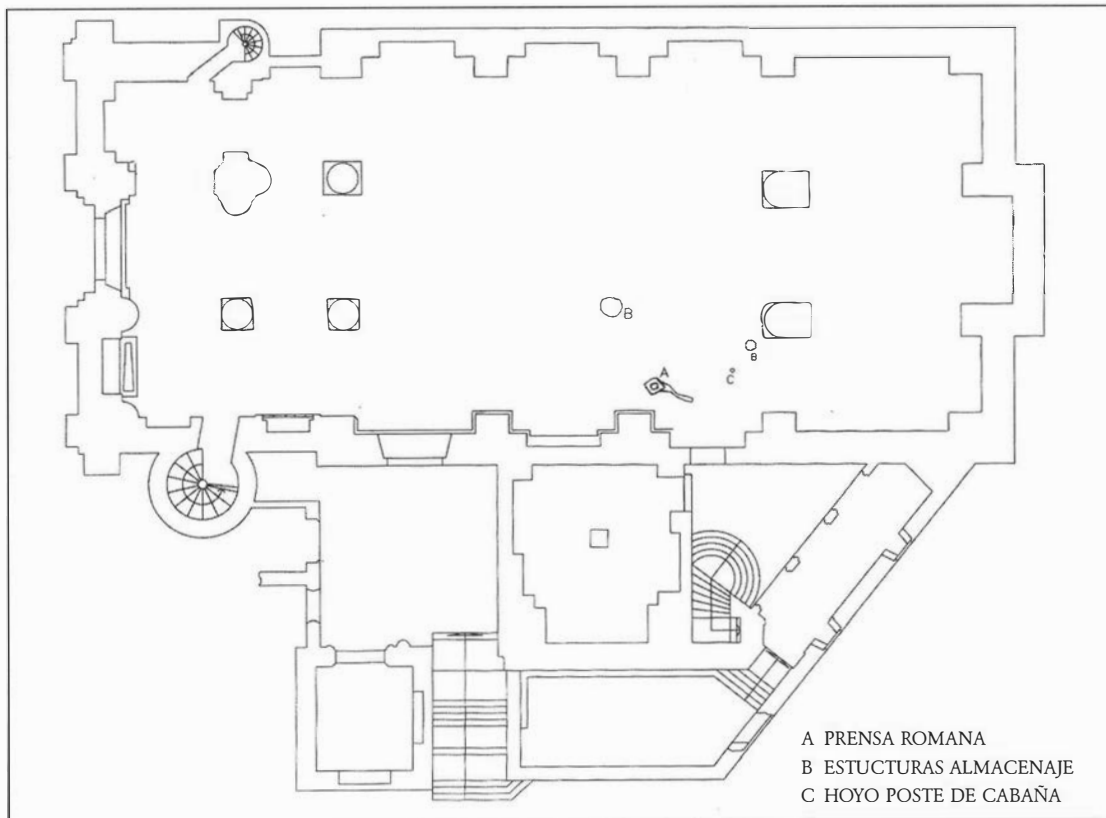 B
B
A
C
A PRENSA ROMANA
B ESTUCTURAS ALMACENAJE
C HOYO POSTE DE CABAÑA